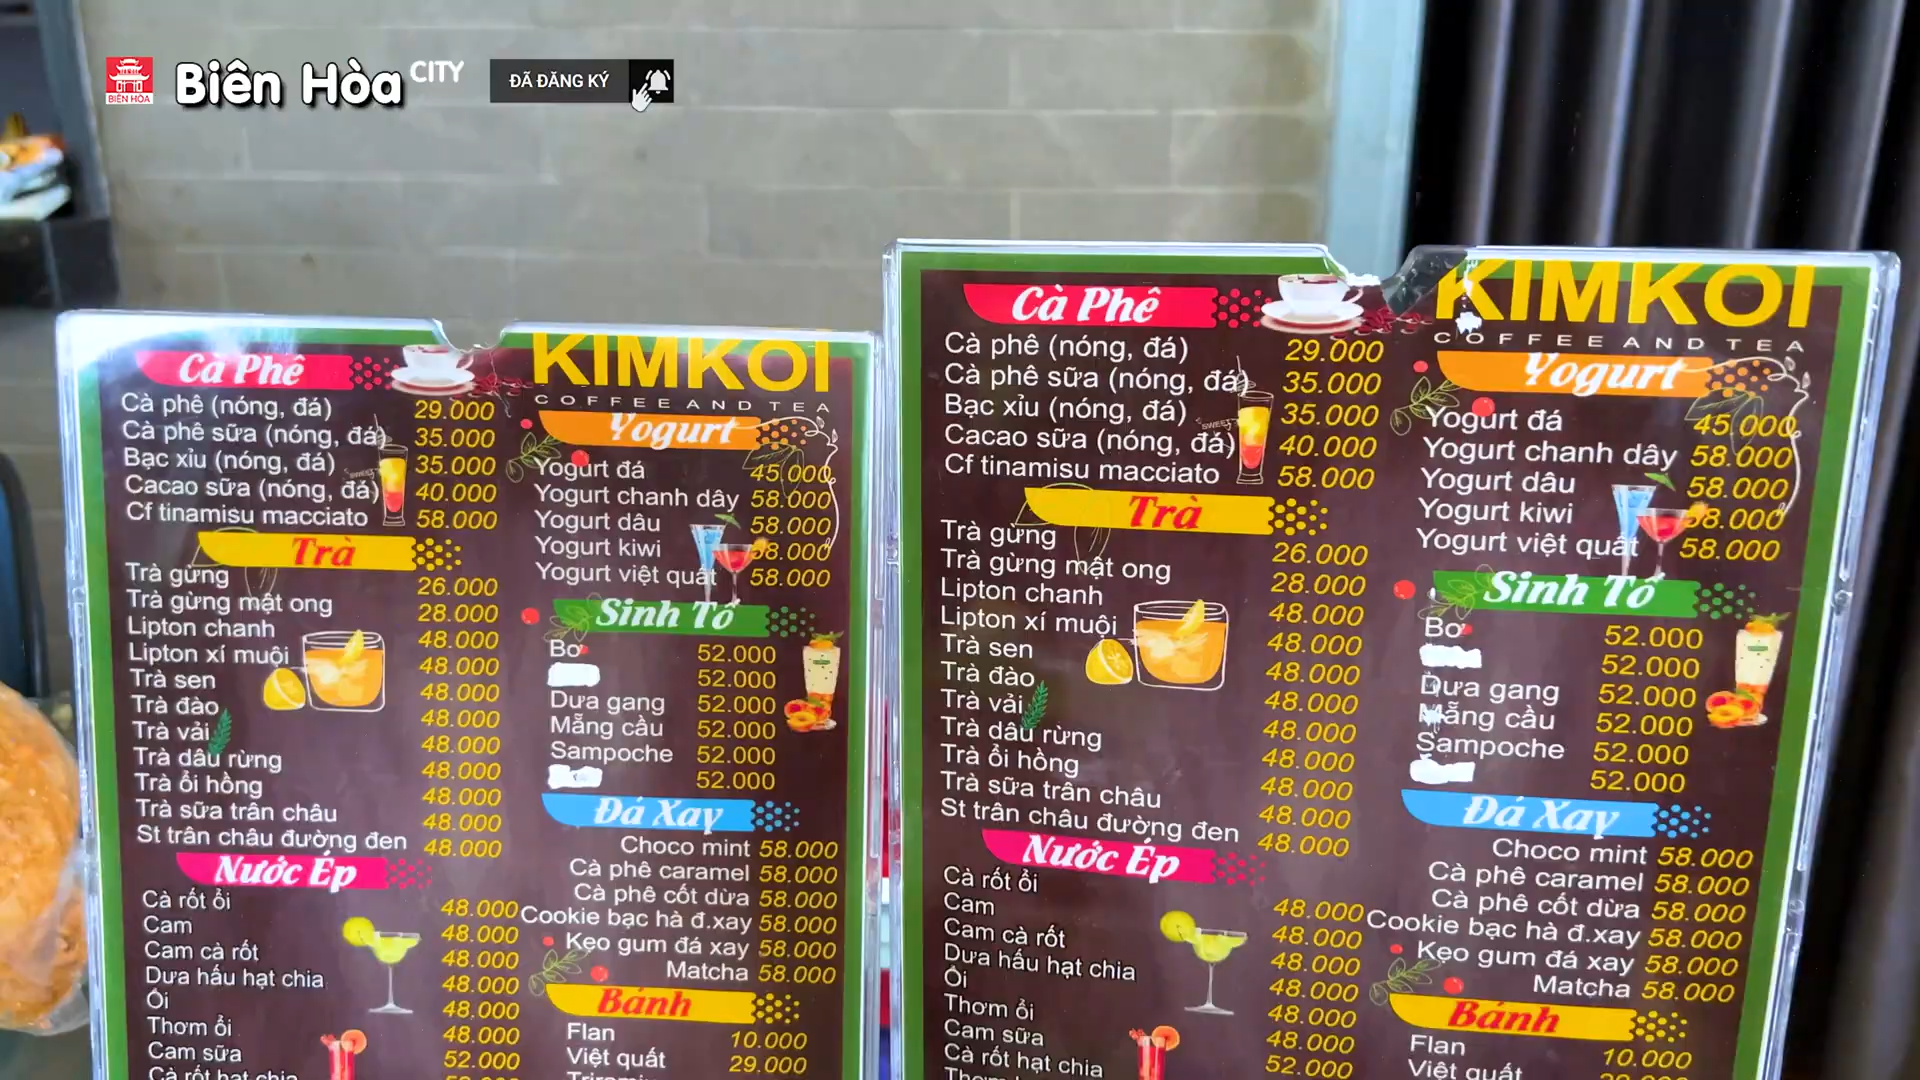 BIÊN HÒA
Biên Hòa CITY
ĐÃ ĐĂNG KÝ
Cà Phê
Cà phê (nóng, đá) 29.000
Cà phê sữa (nóng, đá) 35.000
Bạc xỉu (nóng, đá) 35.000
Cacao sữa (nóng, đá) 40.000
Cf tinamisu macciato 58.000
Trà
Trà gừng 26.000
Trà gừng mật ong 28.000
Lipton chanh 48.000
Lipton xí muội 48.000
Trà sen 48.000
Trà đào 48.000
Trà vải 48.000
Trà dâu rừng 48.000
Trà ổi hồng 48.000
Trà sữa trân châu 48.000
St trân châu đường đen 48.000
Nước Ép
Cà rốt ổi 48.000
Cam 48.000
Cam cà rốt 48.000
Dưa hấu hạt chia 48.000
Ổi 48.000
Thơm ổi 48.000
Cam sữa 52.000
Cà rốt hạt chia
KIMKOI
COFFEE AND TEA
Yogurt
Yogurt đá 45.000
Yogurt chanh dây 58.000
Yogurt dâu 58.000
Yogurt kiwi 58.000
Yogurt việt quất 58.000
Sinh Tố
Bơ 52.000
52.000
Dưa gang 52.000
Mẵng cầu 52.000
Sampoche 52.000
52.000
Đá Xay
Choco mint 58.000
Cà phê caramel 58.000
Cà phê cốt dừa 58.000
Cookie bạc hà đ.xay 58.000
Kẹo gum đá xay 58.000
Matcha 58.000
Bánh
Flan 10.000
Việt quất 29.000
Cà Phê
Cà phê (nóng, đá) 29.000
Cà phê sữa (nóng, đá) 35.000
Bạc xỉu (nóng, đá) 35.000
Cacao sữa (nóng, đá) 40.000
Cf tinamisu macciato 58.000
Trà
Trà gừng 26.000
Trà gừng mật ong 28.000
Lipton chanh 48.000
Lipton xí muội 48.000
Trà sen 48.000
Trà đào 48.000
Trà vải 48.000
Trà dâu rừng 48.000
Trà ổi hồng 48.000
Trà sữa trân châu 48.000
St trân châu đường đen 48.000
Nước Ép
Cà rốt ổi 48.000
Cam 48.000
Cam cà rốt 48.000
Dưa hấu hạt chia 48.000
Ổi 48.000
Thơm ổi 48.000
Cam sữa 52.000
Cà rốt hạt chia
KIMKOI
COFFEE AND TEA
Yogurt
Yogurt đá 45.000
Yogurt chanh dây 58.000
Yogurt dâu 58.000
Yogurt kiwi 58.000
Yogurt việt quất 58.000
Sinh Tố
Bơ 52.000
52.000
Dưa gang 52.000
Mẵng cầu 52.000
Sampoche 52.000
52.000
Đá Xay
Choco mint 58.000
Cà phê caramel 58.000
Cà phê cốt dừa 58.000
Cookie bạc hà đ.xay 58.000
Kẹo gum đá xay 58.000
Matcha 58.000
Bánh
Flan 10.000
Việt quất